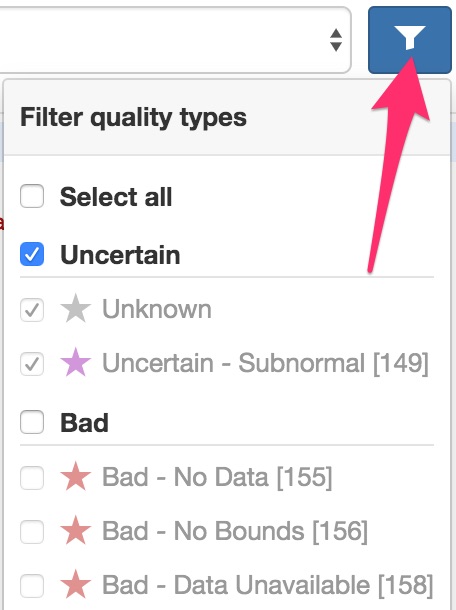 Filter quality types
Select all
a
Uncertain
Unknown
Uncertain - Subnormal [149]
Bad
Bad - No Data [155]
Bad - No Bounds [156]
Bad - Data Unavailable [158]